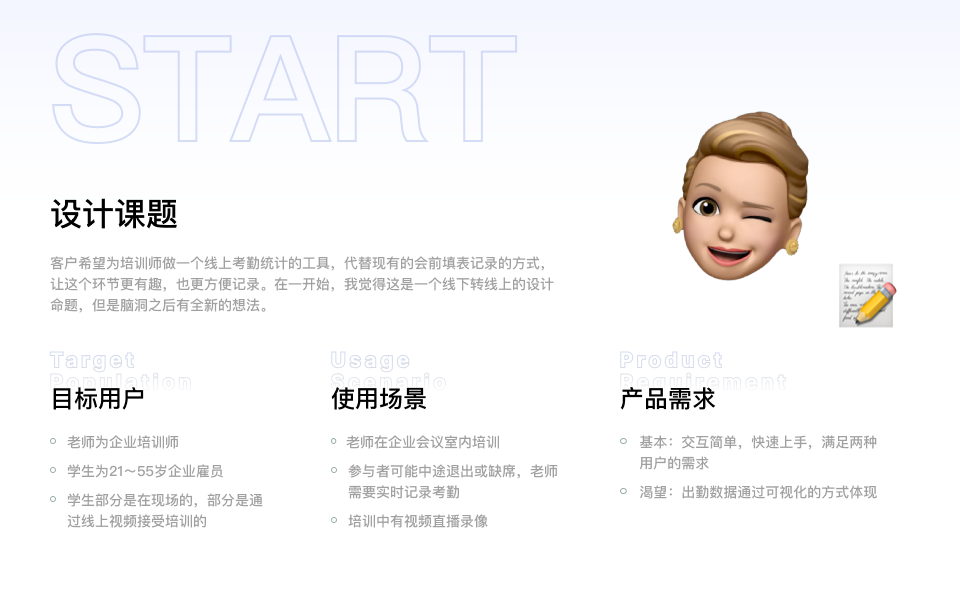 START
设计课题
客户希望为培训师做一个线上考勤统计的工具，代替现有的会前填表记录的方式，
让这个环节更有趣，也更方便记录。在一开始，我觉得这是一个线下转线上的设计
命题，但是脑洞之后有全新的想法。
Target
Population
目标用户
老师为企业培训师
学生为21～55岁企业雇员
学生部分是在现场的，部分是通
过线上视频接受培训的
Usage
Scenario
使用场景
老师在企业会议室内培训
参与者可能中途退出或缺席，老师
需要实时记录考勤
培训中有视频直播录像
Product
Requirement
产品需求
基本：交互简单，快速上手，满足两种
用户的需求
渴望：出勤数据通过可视化的方式体现